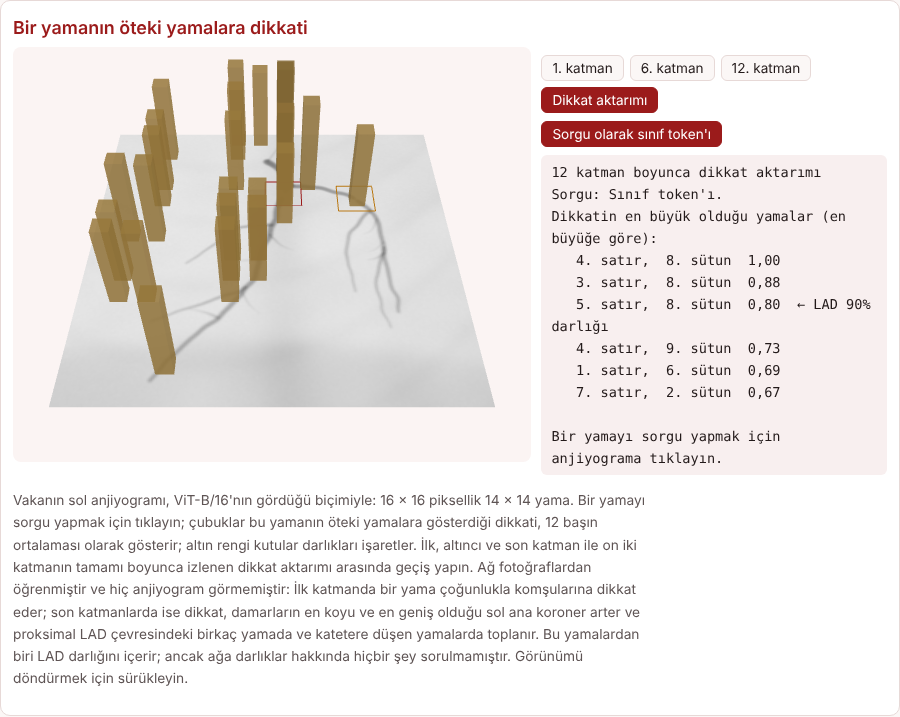 Bir yamanın öteki yamalara dikkati
1. katman
6. katman
12. katman
Dikkat aktarımı
Sorgu olarak sınıf token'ı
12 katman boyunca dikkat aktarımı
Sorgu: Sınıf token'ı.
Dikkatin en büyük olduğu yamalar (en
büyüğe göre):
4. satır,  8. sütun  1,00
3. satır,  8. sütun  0,88
5. satır,  8. sütun  0,80  ← LAD 90%
darlığı
4. satır,  9. sütun  0,73
1. satır,  6. sütun  0,69
7. satır,  2. sütun  0,67
Bir yamayı sorgu yapmak için
anjiyograma tıklayın.
Vakanın sol anjiyogramı, ViT-B/16'nın gördüğü biçimiyle: 16 × 16 piksellik 14 × 14 yama. Bir yamayı
sorgu yapmak için tıklayın; çubuklar bu yamanın öteki yamalara gösterdiği dikkati, 12 başın
ortalaması olarak gösterir; altın rengi kutular darlıkları işaretler. İlk, altıncı ve son katman ile on iki
katmanın tamamı boyunca izlenen dikkat aktarımı arasında geçiş yapın. Ağ fotoğraflardan
öğrenmiştir ve hiç anjiyogram görmemiştir: İlk katmanda bir yama çoğunlukla komşularına dikkat
eder; son katmanlarda ise dikkat, damarların en koyu ve en geniş olduğu sol ana koroner arter ve
proksimal LAD çevresindeki birkaç yamada ve katetere düşen yamalarda toplanır. Bu yamalardan
biri LAD darlığını içerir; ancak ağa darlıklar hakkında hiçbir şey sorulmamıştır. Görünümü
döndürmek için sürükleyin.